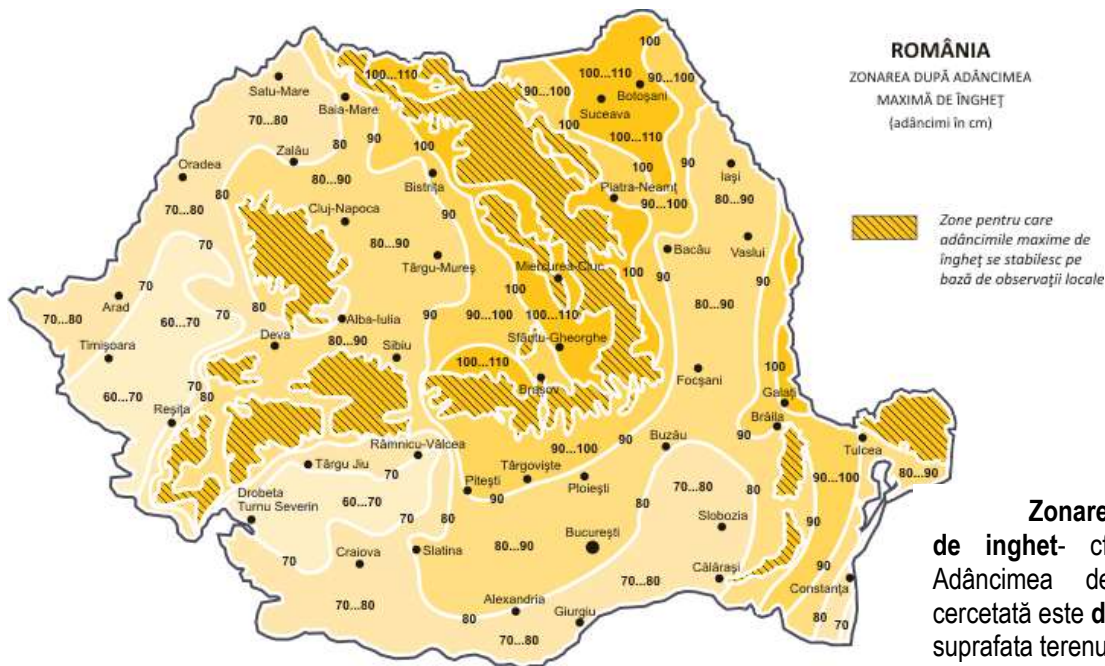 ROMÂNIA
ZONAREA DUPĂ ADÂNCIMEA
MAXIMĂ DE ÎNGHEȚ
(adâncimi în cm)
Zone pentru care
adâncimile maxime de
îngheț se stabilesc pe
bază de observații locale
100
100...110
100...110
90...100
90...100
Satu-Mare
Baia-Mare
Botoșani
Suceava
70...80
80
90
100
100
100...110
90
Zalău
Oradea
80
80...90
Bistrița
100
Piatra-Neamț
90...100
Iași
80...90
70...80
Cluj-Napoca
90
70
80...90
Târgu-Mureș
Miercurea-Ciuc
100
Bacău
90
Vaslui
90
70
Arad
100
70...80
60...70
70
80
Alba-Iulia
90
90...100
100...110
80...90
Timișoara
Deva
80...90
Sibiu
Sfântu-Gheorghe
100...110
Focșani
100
60...70
70
80
Brașov
Galați
Reșița
Brăila
90
Râmnicu-Vâlcea
90...100
90
Buzău
Tulcea
Târgu Jiu
70
Târgoviște
80...90
Pitești
Ploiești
70...80
80
90...100
Drobeta
Turnu Severin
60...70
90
80
70
80
București
Slobozia
90
Craiova
Slatina
80...90
70
70...80
Călărași
90
Constanța
70...80
Alexandria
80
Giurgiu
70...80
80
70
Zonare
de inghet- cf
Adâncimea de
cercetată este d
suprafata terenu